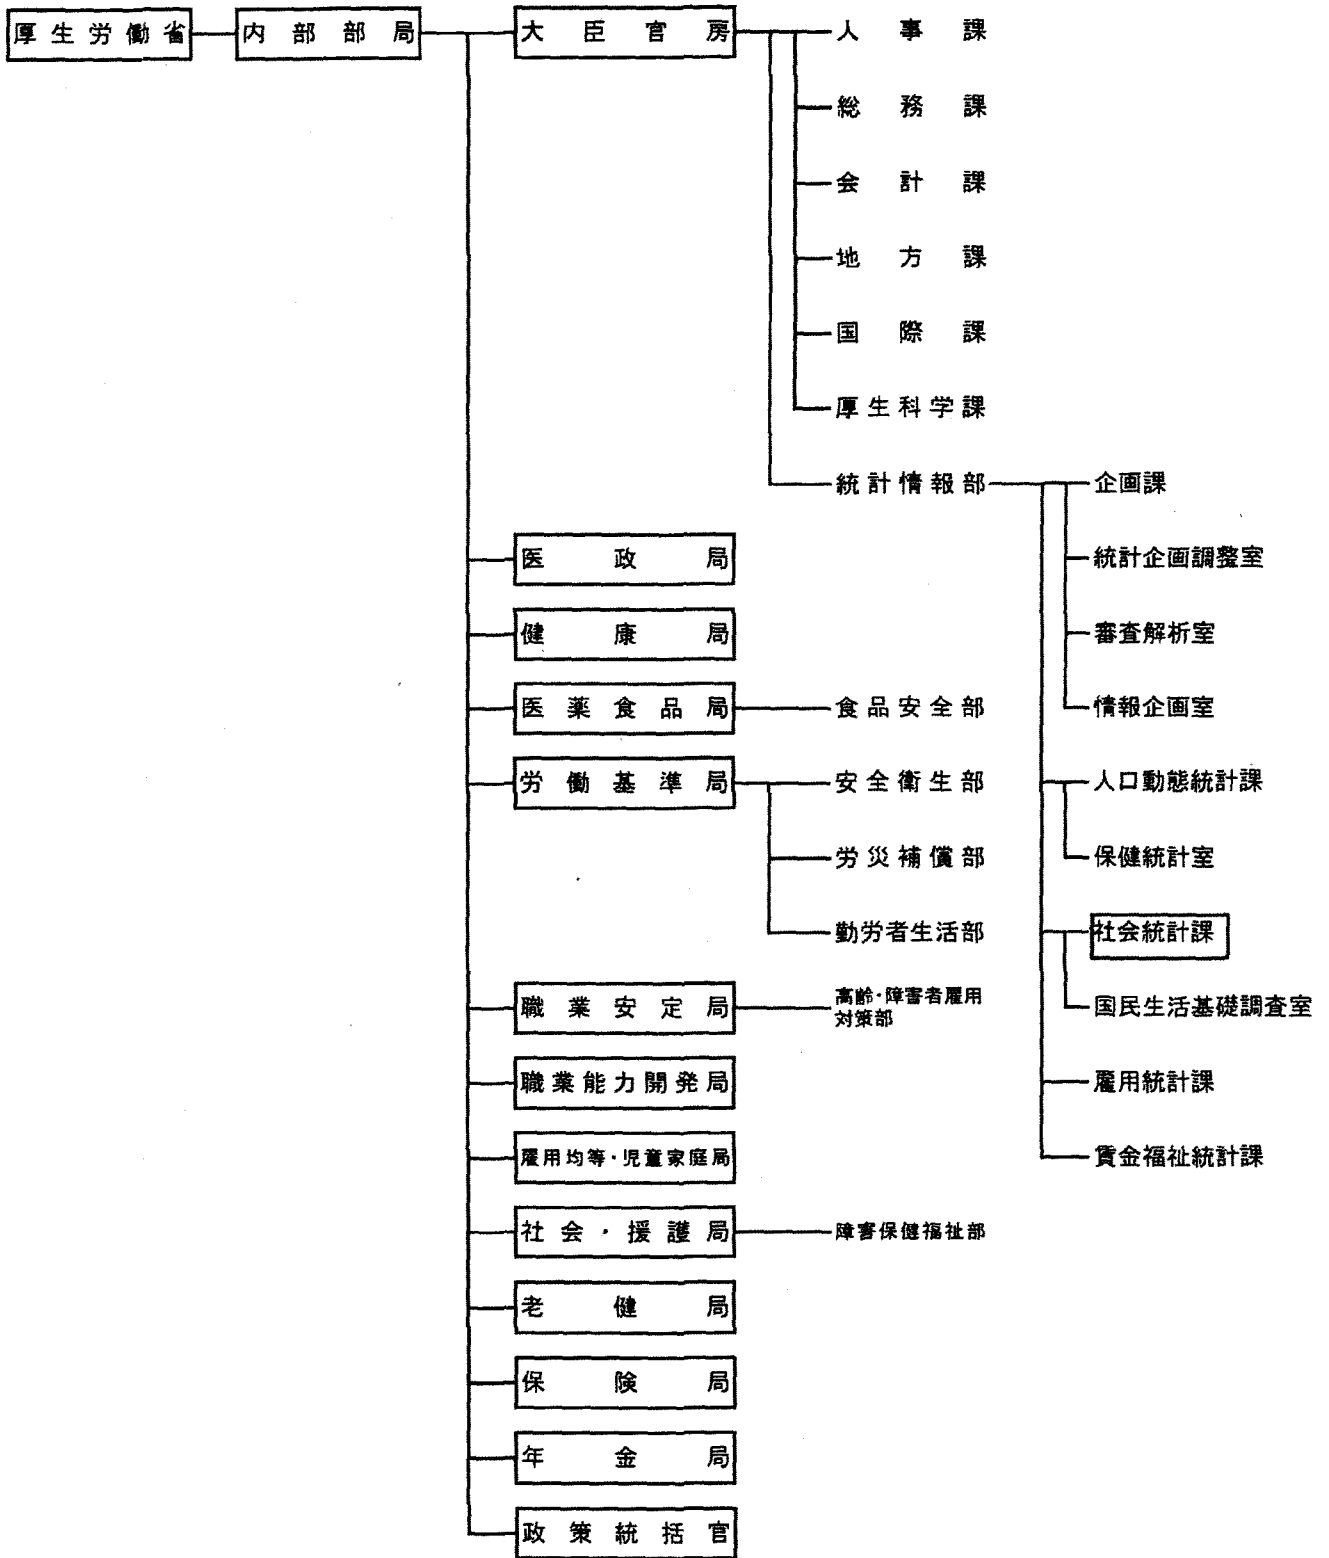 厚生労働省
内部部局
大臣官房
人事課
総務課
会計課
地方課
国際課
厚生科学課
統計情報部
企画課
統計企画調整室
審査解析室
情報企画室
人口動態統計課
保健統計室
社会統計課
国民生活基礎調査室
雇用統計課
賃金福祉統計課
医政局
健康局
医薬食品局
食品安全部
労働基準局
安全衛生部
労災補償部
勤労者生活部
職業安定局
高齢・障害者雇用
対策部
職業能力開発局
雇用均等・児童家庭局
社会・援護局
障害保健福祉部
老健局
保険局
年金局
政策統括官